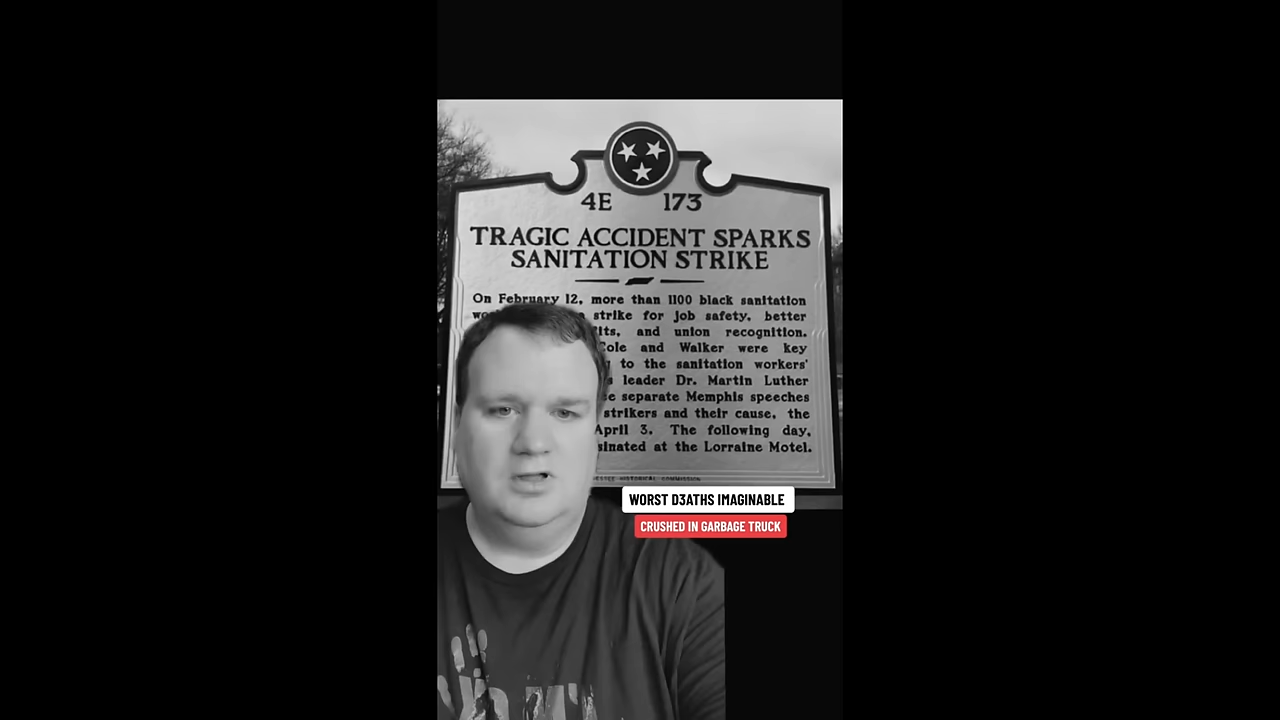 4E 173
TRAGIC ACCIDENT SPARKS
SANITATION STRIKE
On February 12, more than 1100 black sanitation
strike for job safety, better
and union recognition.
Cole and Walker were key
to the sanitation workers'
leader Dr. Martin Luther
separate Memphis speeches
strikers and their cause, the
April 3. The following day,
at the Lorraine Motel.
HISTORICAL COMMISSION
WORST D3ATHS IMAGINABLE
CRUSHED IN GARBAGE TRUCK